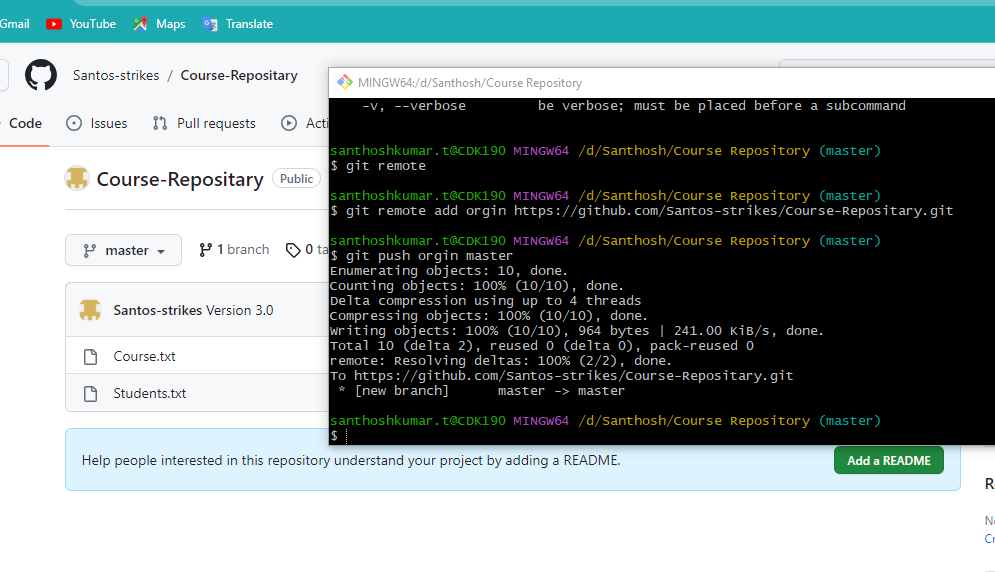 Gmail YouTube Maps Translate
Santos-strikes / Course-Repositary
Code Issues Pull requests
Course-Repositary Public
master 1 branch 0
Santos-strikes Version 3.0
Course.txt
Students.txt
Help people interested in this repository understand your project by adding a README.
Add a README
MINGW64:/d/Santhosh/Course Repository
-v, --verbose be verbose; must be placed before a subcommand
santhoshkumar.t@CDK190 MINGW64 /d/Santhosh/Course Repository (master)
$ git remote
santhoshkumar.t@CDK190 MINGW64 /d/Santhosh/Course Repository (master)
$ git remote add orgin https://github.com/Santos-strikes/Course-Repositary.git
santhoshkumar.t@CDK190 MINGW64 /d/Santhosh/Course Repository (master)
$ git push orgin master
Enumerating objects: 10, done.
Counting objects: 100% (10/10), done.
Delta compression using up to 4 threads
Compressing objects: 100% (10/10), done.
Writing objects: 100% (10/10), 964 bytes | 241.00 KiB/s, done.
Total 10 (delta 2), reused 0 (delta 0), pack-reused 0
remote: Resolving deltas: 100% (2/2), done.
To https://github.com/Santos-strikes/Course-Repositary.git
* [new branch] master -> master
santhoshkumar.t@CDK190 MINGW64 /d/Santhosh/Course Repository (master)
$